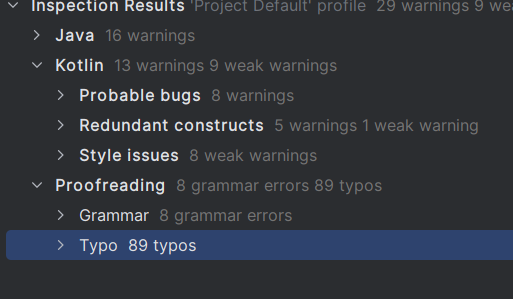 Inspection Results 'Project Default' profile 29 warnings 9
Java 16 warnings
Kotlin 13 warnings 9 weak warnings
Probable bugs 8 warnings
Redundant constructs 5 warnings 1 weak warning
Style issues 8 weak warnings
Proofreading 8 grammar errors 89 typos
Grammar 8 grammar errors
Typo 89 typos